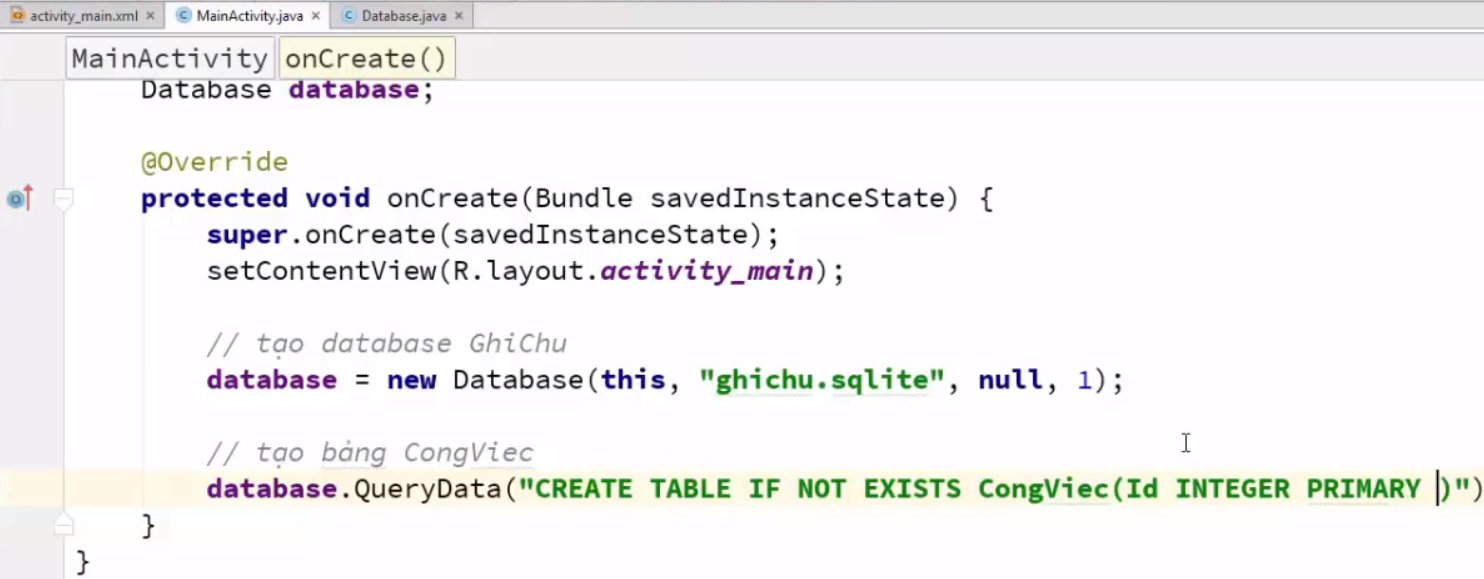 activity_main.xml MainActivity.java Database.java
MainActivity onCreate()
Database database;
@Override
protected void onCreate(Bundle savedInstanceState) {
super.onCreate(savedInstanceState);
setContentView(R.layout.activity_main);
// tạo database GhiChu
database = new Database(this, "ghichu.sqlite", null, 1);
// tạo bảng CongViec
database.QueryData("CREATE TABLE IF NOT EXISTS CongViec(Id INTEGER PRIMARY )")
}
}